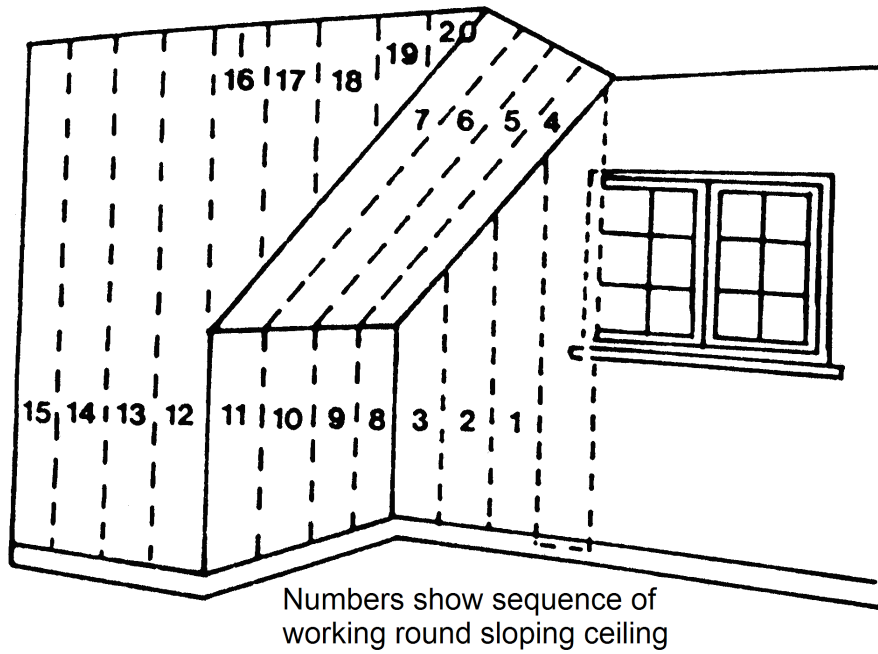 20
19
16 17 18
7 6 5 4
15 14 13 12 11 10 9 8 3 2 1
Numbers show sequence of
working round sloping ceiling